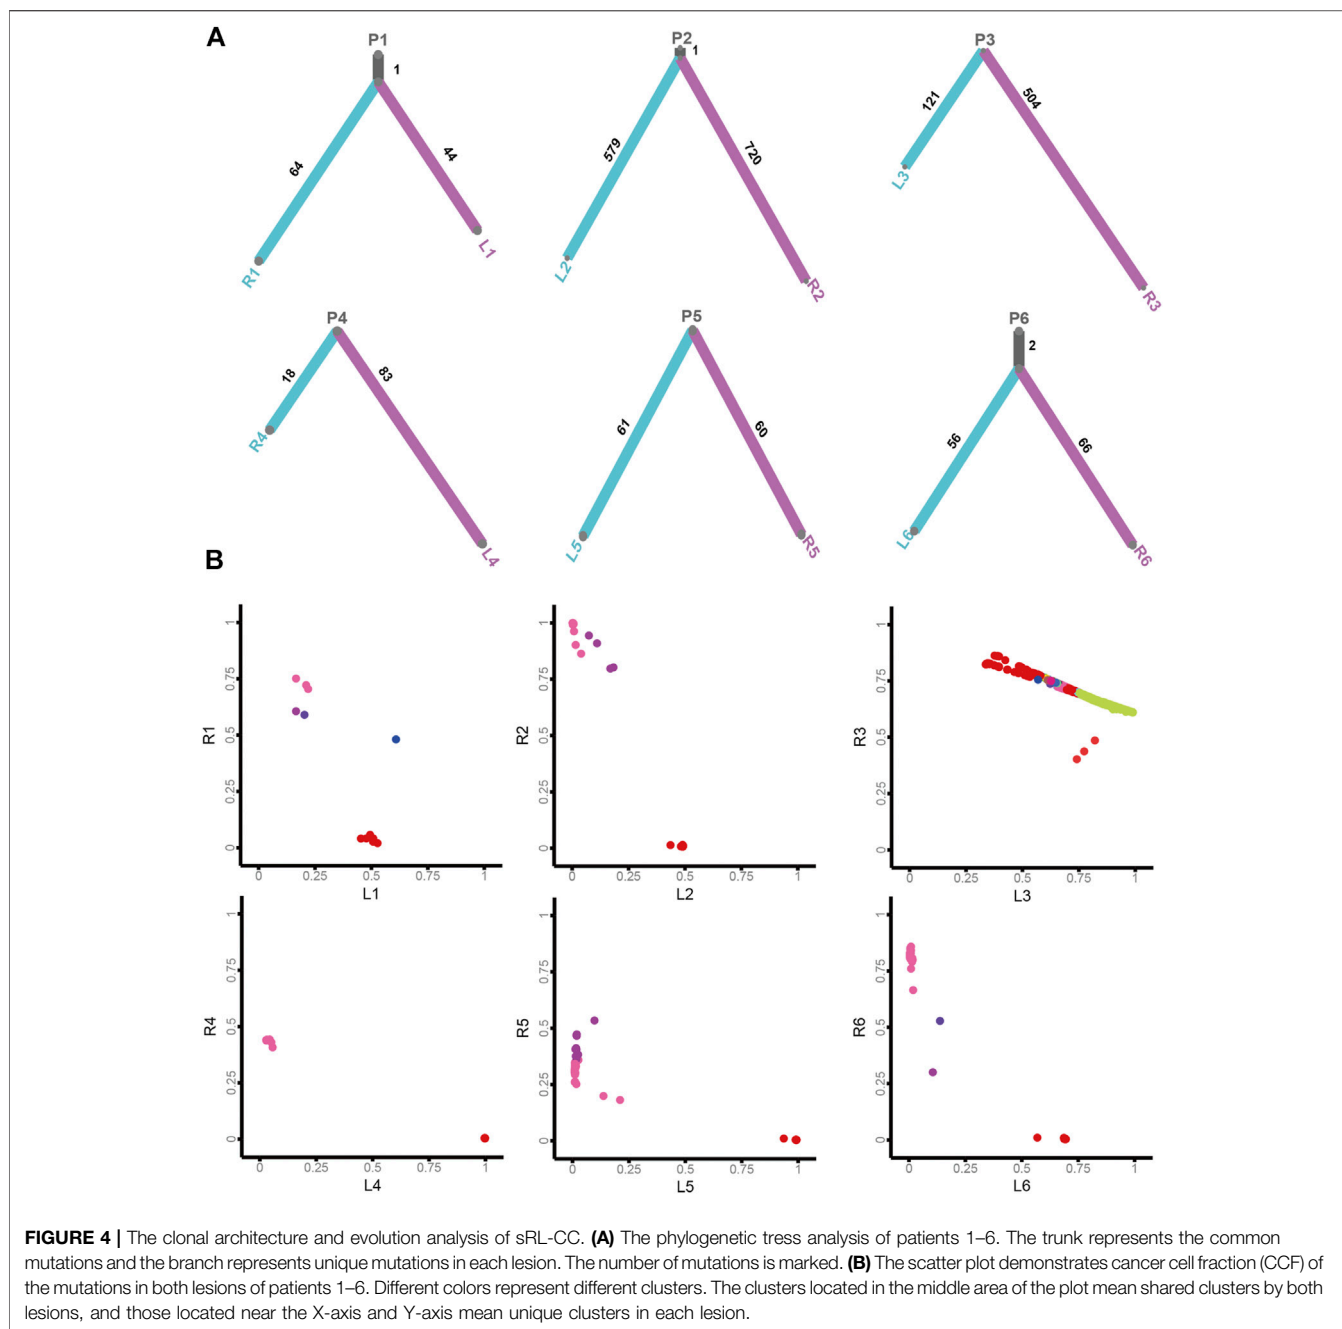 A
P1
1
64
44
R1
L1
P2
1
579
720
L2
R2
P3
121
504
L3
R3
P4
18
83
R4
L4
P5
61
60
L5
R5
P6
2
56
66
L6
R6
B
1
0.75
0.5
0.25
0
R1
0 0.25 0.5 0.75 1
L1
1
0.75
0.5
0.25
0
R2
0 0.25 0.5 0.75 1
L2
1
0.75
0.5
0.25
0
R3
0 0.25 0.5 0.75 1
L3
1
0.75
0.5
0.25
0
R4
0 0.25 0.5 0.75 1
L4
1
0.75
0.5
0.25
0
R5
0 0.25 0.5 0.75 1
L5
1
0.75
0.5
0.25
0
R6
0 0.25 0.5 0.75 1
L6
FIGURE 4 | The clonal architecture and evolution analysis of sRL-CC. (A) The phylogenetic tress analysis of patients 1–6. The trunk represents the common
mutations and the branch represents unique mutations in each lesion. The number of mutations is marked. (B) The scatter plot demonstrates cancer cell fraction (CCF) of
the mutations in both lesions of patients 1–6. Different colors represent different clusters. The clusters located in the middle area of the plot mean shared clusters by both
lesions, and those located near the X-axis and Y-axis mean unique clusters in each lesion.